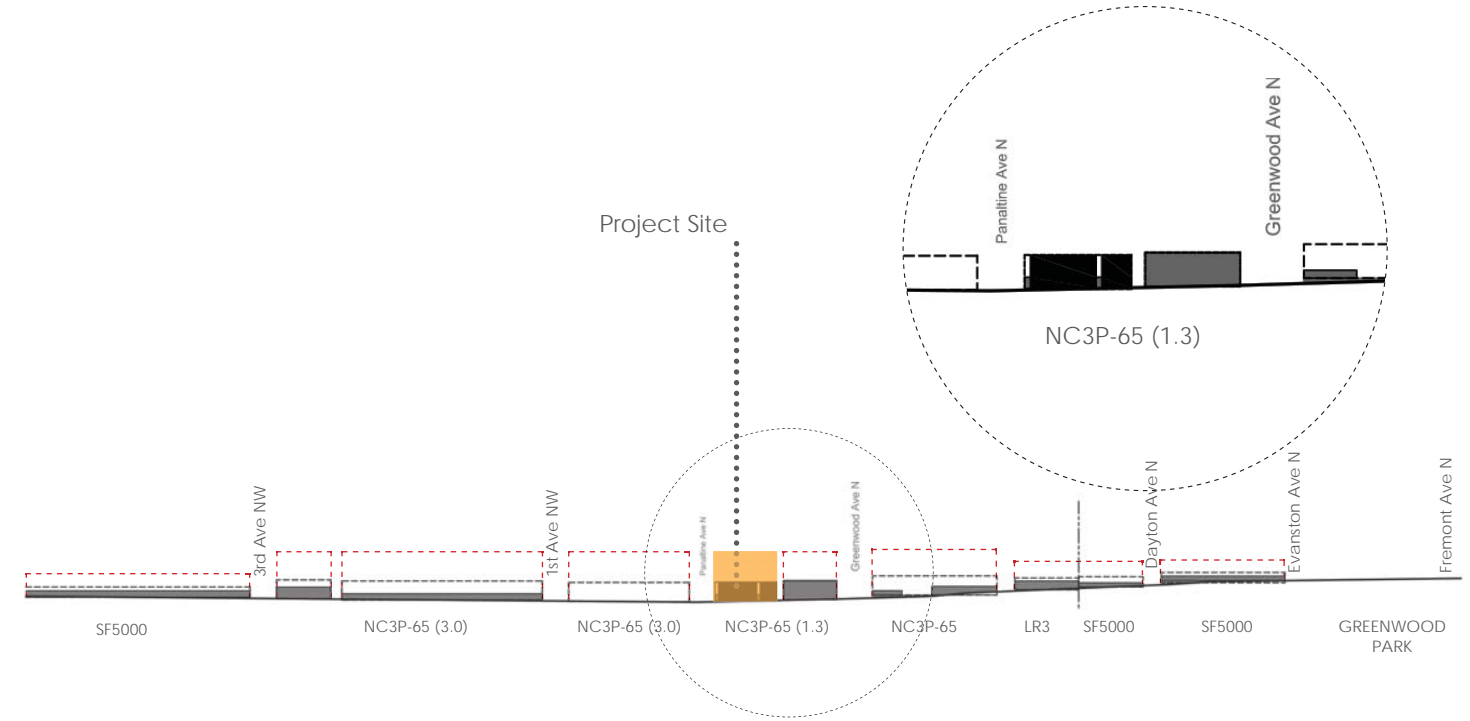 Panaltine Ave N
Greenwood Ave N
NC3P-65 (1.3)
Project Site
3rd Ave NW
1st Ave NW
Panaltine Ave N
Greenwood Ave N
Dayton Ave N
Evanston Ave N
Fremont Ave N
SF5000
NC3P-65 (3.0)
NC3P-65 (3.0)
NC3P-65 (1.3)
NC3P-65
LR3
SF5000
SF5000
GREENWOOD
PARK